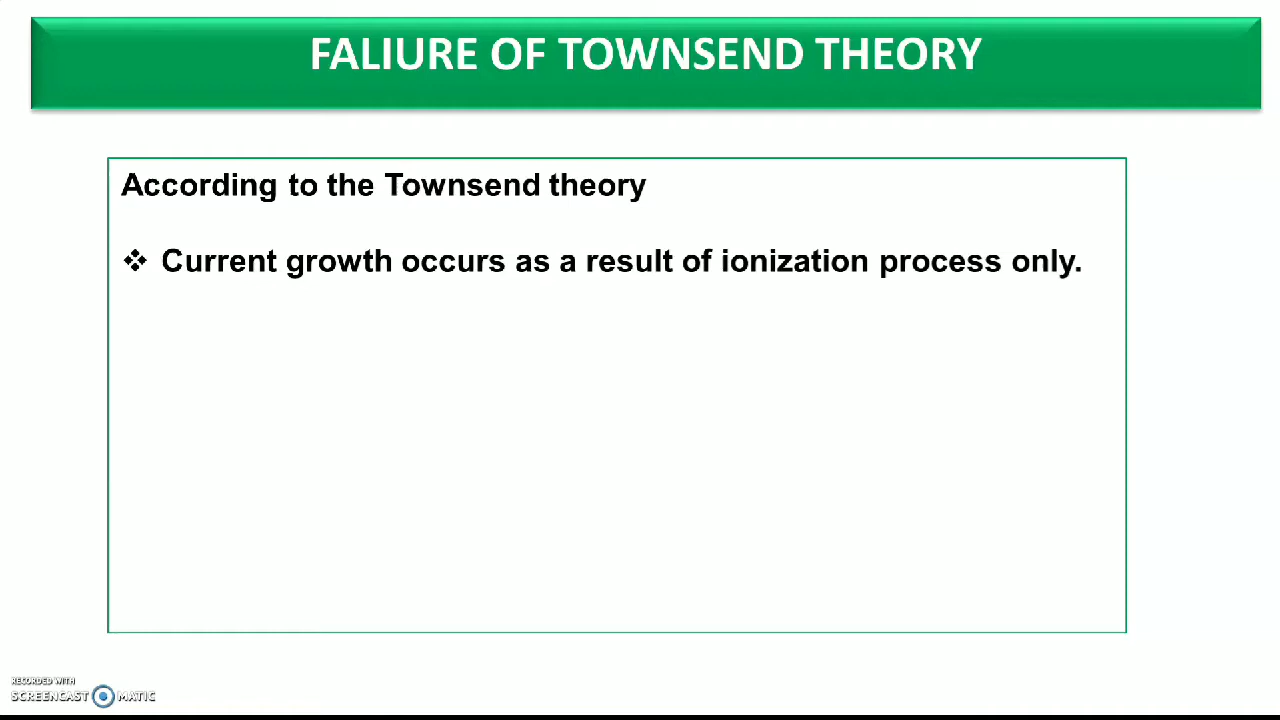 FALIURE OF TOWNSEND THEORY
According to the Townsend theory
❖ Current growth occurs as a result of ionization process only.
RECORDED WITH
SCREENCAST MATIC